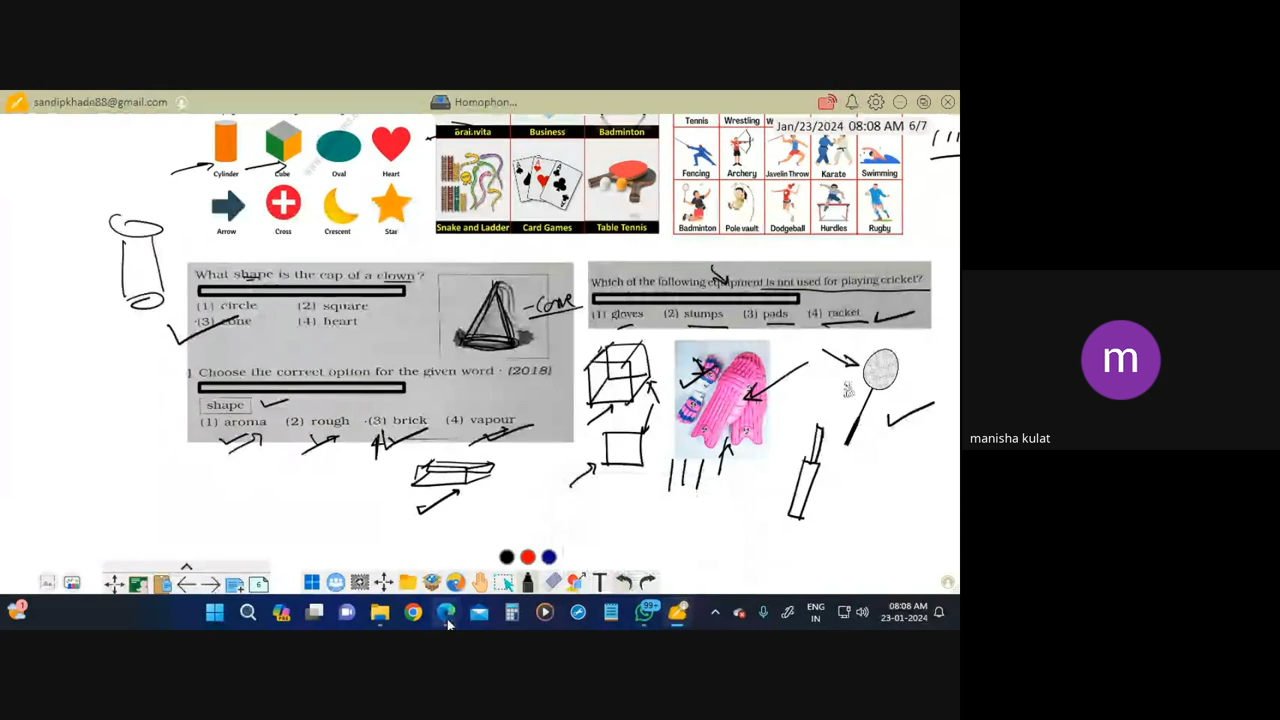 sandipkhade88@gmail.com
Homophon...
Jan/23/2024 08:08 AM 6/7
Cylinder
Cube
Oval
Heart
Arrow
Cross
Crescent
Star
Brainvita
Business
Badminton
Snake and Ladder
Card Games
Table Tennis
Tennis
Wrestling
Fencing
Archery
Javelin Throw
Karate
Swimming
Badminton
Pole vault
Dodgeball
Hurdles
Rugby
What shape is the cap of a clown ?
(1) circle (2) square
(3) cone (4) heart
- Cone
Choose the correct option for the given word · (2018)
shape
(1) aroma (2) rough (3) brick (4) vapour
Which of the following equipment is not used for playing cricket?
(1) gloves (2) stumps (3) pads (4) racket
manisha kulat
m
6
T
1
PRE
99+
ENG
IN
08:08 AM
23-01-2024